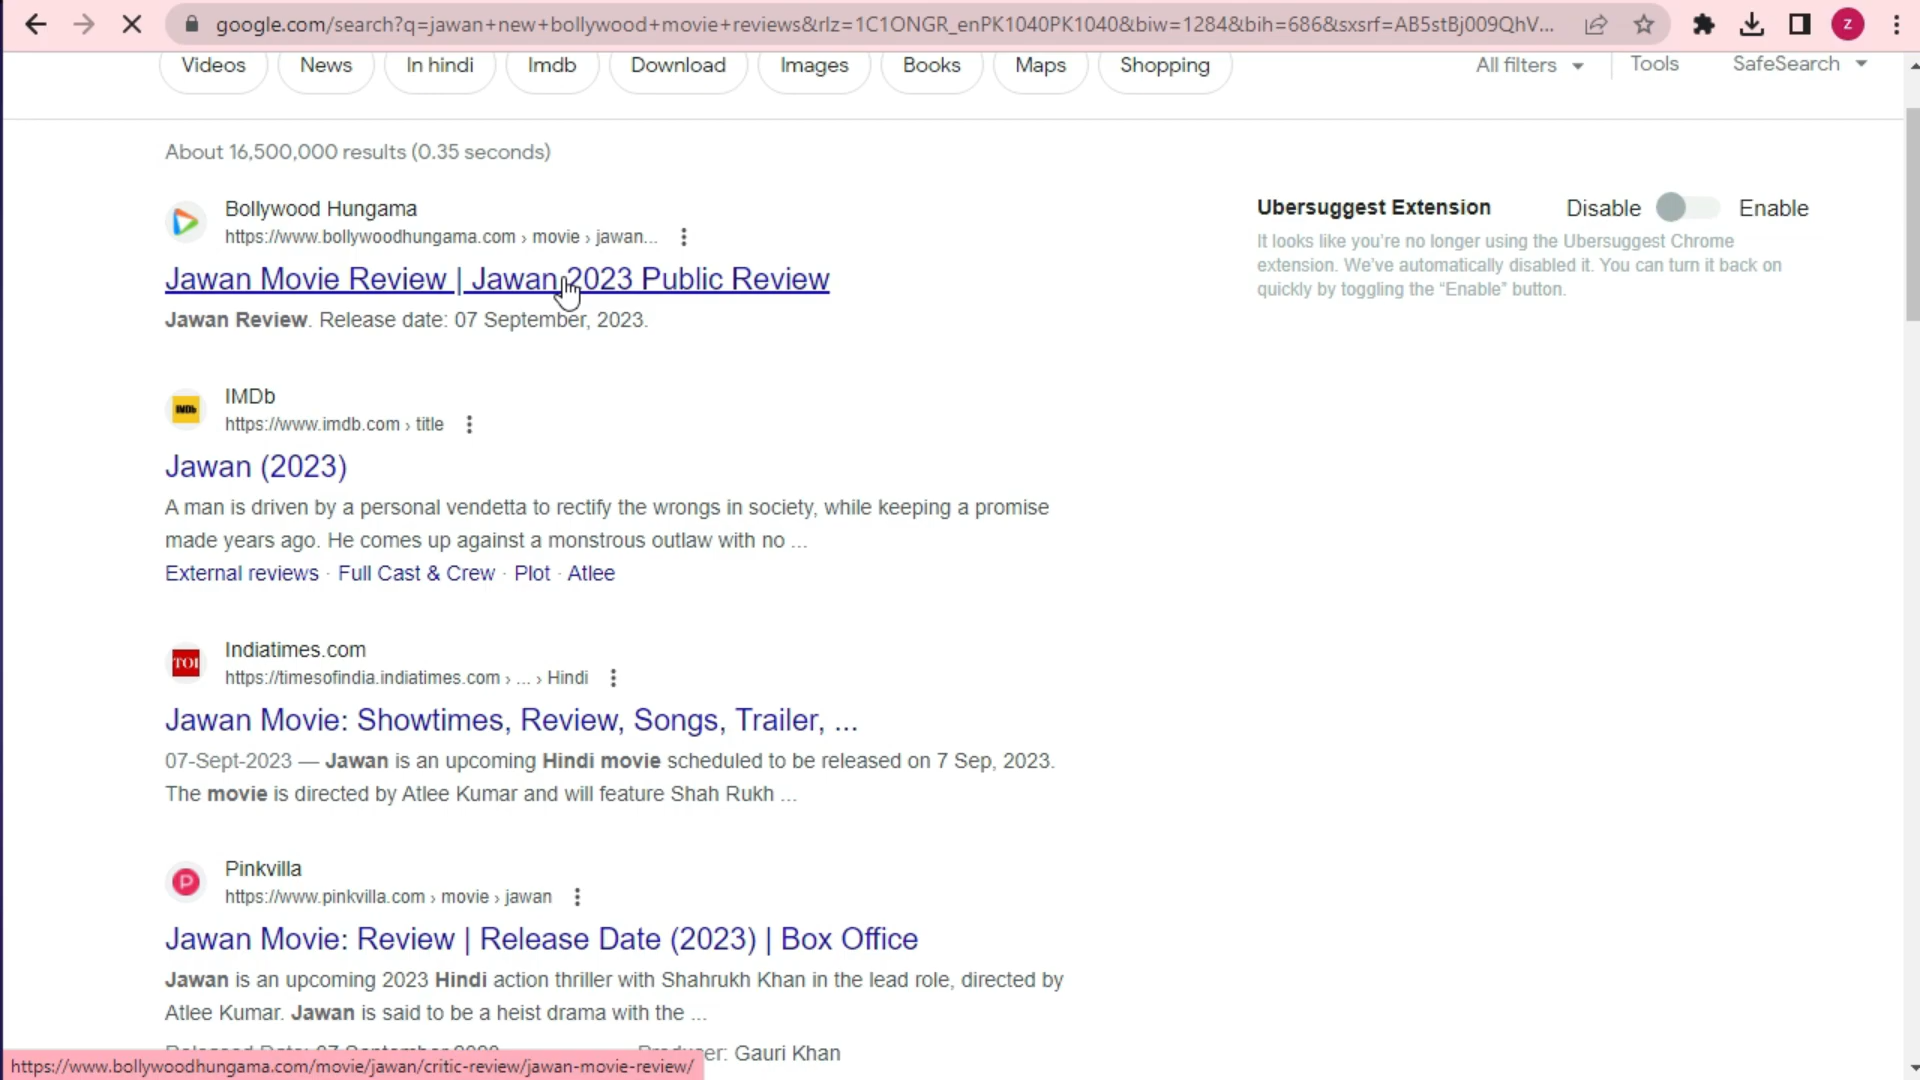 google.com/search?q=jawan+new+bollywood+movie+reviews&rlz=1C1ONGR_enPK1040PK1040&biw=1284&bih=686&sxsrf=AB5stBj009QhV...
z
Videos News In hindi Imdb Download Images Books Maps Shopping All filters Tools SafeSearch
About 16,500,000 results (0.35 seconds)
Bollywood Hungama
https://www.bollywoodhungama.com › movie › jawan...
Jawan Movie Review | Jawan 2023 Public Review
Jawan Review. Release date: 07 September, 2023.
Ubersuggest Extension Disable Enable
It looks like you're no longer using the Ubersuggest Chrome
extension. We've automatically disabled it. You can turn it back on
quickly by toggling the “Enable” button.
IMDb
IMDb
https://www.imdb.com › title
Jawan (2023)
A man is driven by a personal vendetta to rectify the wrongs in society, while keeping a promise
made years ago. He comes up against a monstrous outlaw with no ...
External reviews · Full Cast & Crew · Plot · Atlee
TOI
Indiatimes.com
https://timesofindia.indiatimes.com › ... › Hindi
Jawan Movie: Showtimes, Review, Songs, Trailer, ...
07-Sept-2023 — Jawan is an upcoming Hindi movie scheduled to be released on 7 Sep, 2023.
The movie is directed by Atlee Kumar and will feature Shah Rukh ...
P
Pinkvilla
https://www.pinkvilla.com › movie › jawan
Jawan Movie: Review | Release Date (2023) | Box Office
Jawan is an upcoming 2023 Hindi action thriller with Shahrukh Khan in the lead role, directed by
Atlee Kumar. Jawan is said to be a heist drama with the ...
Gauri Khan
https://www.bollywoodhungama.com/movie/jawan/critic-review/jawan-movie-review/